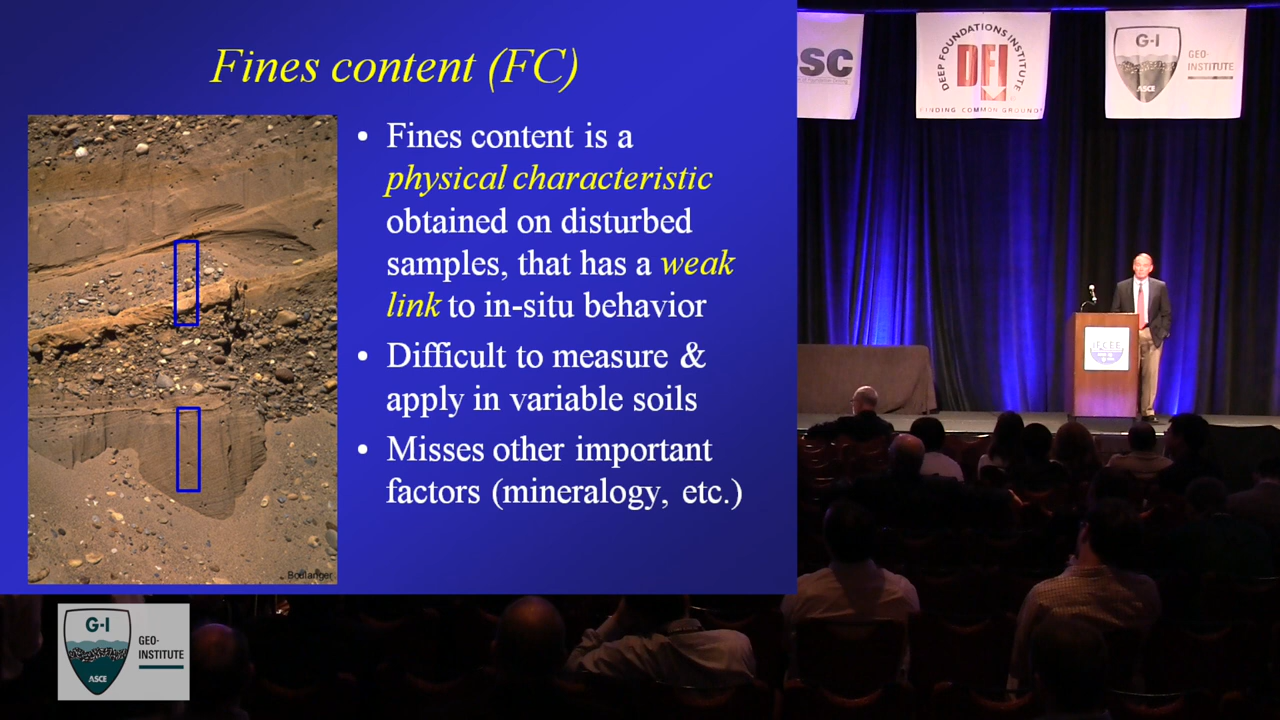 Fines content (FC)
• Fines content is a
physical characteristic
obtained on disturbed
samples, that has a weak
link to in-situ behavior
• Difficult to measure &
apply in variable soils
• Misses other important
factors (mineralogy, etc.)
Boulanger
SC
DEEP FOUNDATIONS INSTITUTE
DFI
FINDING COMMON GROUND
G-I
GEO-
INSTITUTE
ASCE
IFCEE
G-I
GEO-
INSTITUTE
ASCE